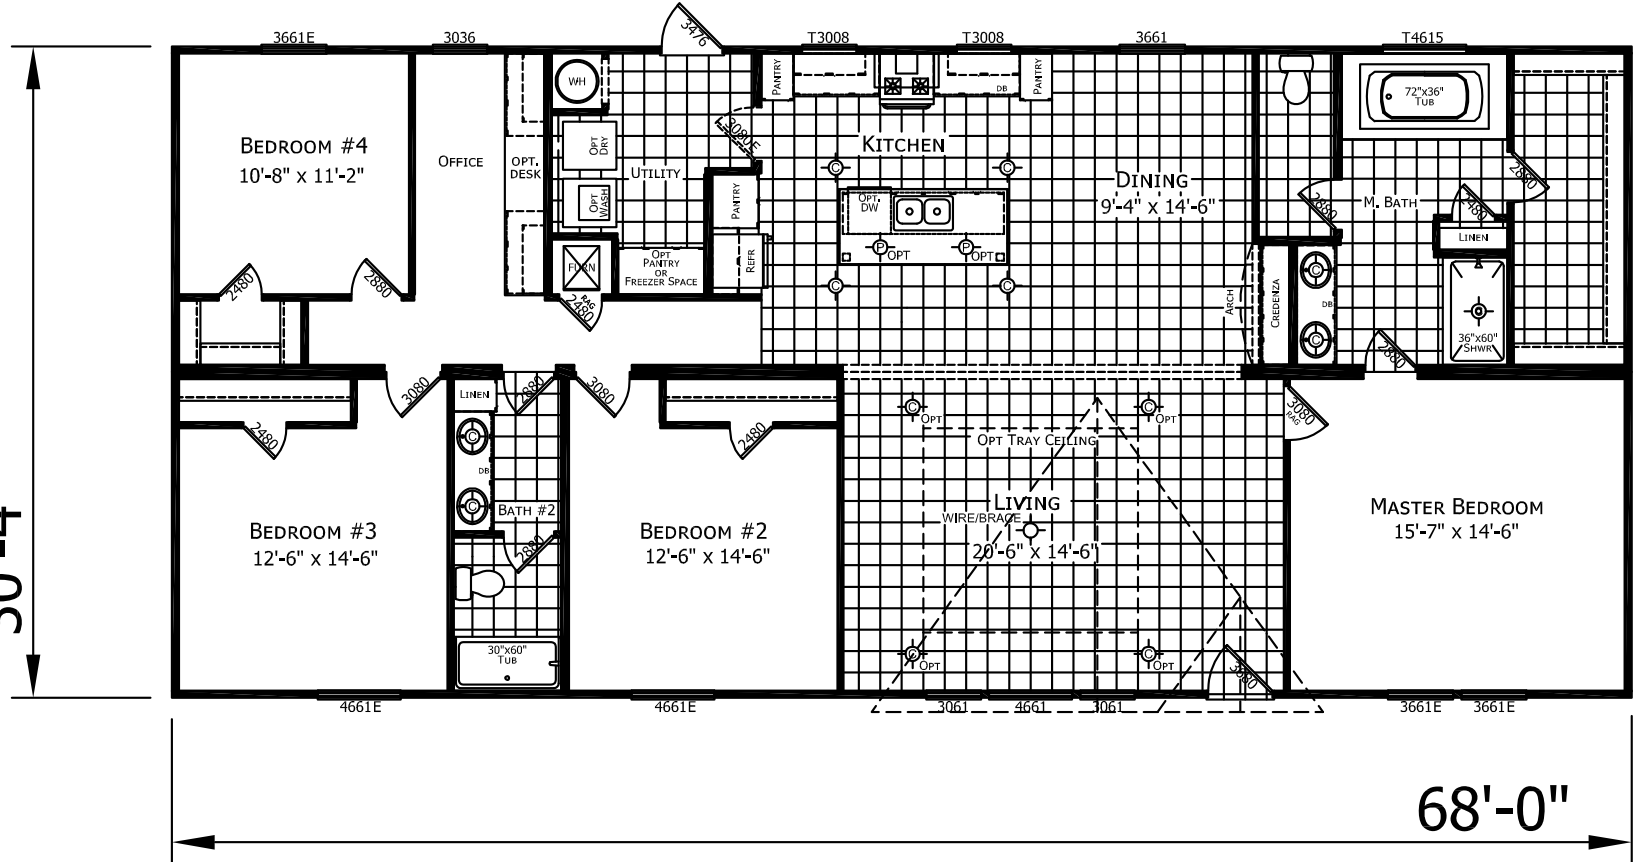 3661E
3036
3476
T3008
T3008
3661
T4615
WH
PANTRY
DB
PANTRY
72"x36"
TUB
BEDROOM #4
10'-8" x 11'-2"
OFFICE
OPT.
DESK
OPT
DRY
OPT
WASH
UTILITY
3080E
KITCHEN
DINING
9'-4" x 14'-6"
2880
M. BATH
2480
2880
LINEN
PANTRY
OPT.
DW
P
OPT
P
OPT
REFR
C
C
C
C
FURN
OPT
PANTRY
OR
FREEZER SPACE
RAG
2480
2480
2880
ARCH
CREDENZA
C
DB
C
36"x60"
SHWR
2880
3080
LINEN
2880
3080
3080
RAG
2480
2480
C
DB
C
BATH #2
2880
30"x60"
TUB
BEDROOM #3
12'-6" x 14'-6"
BEDROOM #2
12'-6" x 14'-6"
C
OPT
C
OPT
OPT TRAY CEILING
LIVING
WIRE/BRACE
20'-6" x 14'-6"
C
OPT
C
OPT
3680
MASTER BEDROOM
15'-7" x 14'-6"
4661E
4661E
3061
4661
3061
3661E
3661E
68'-0"